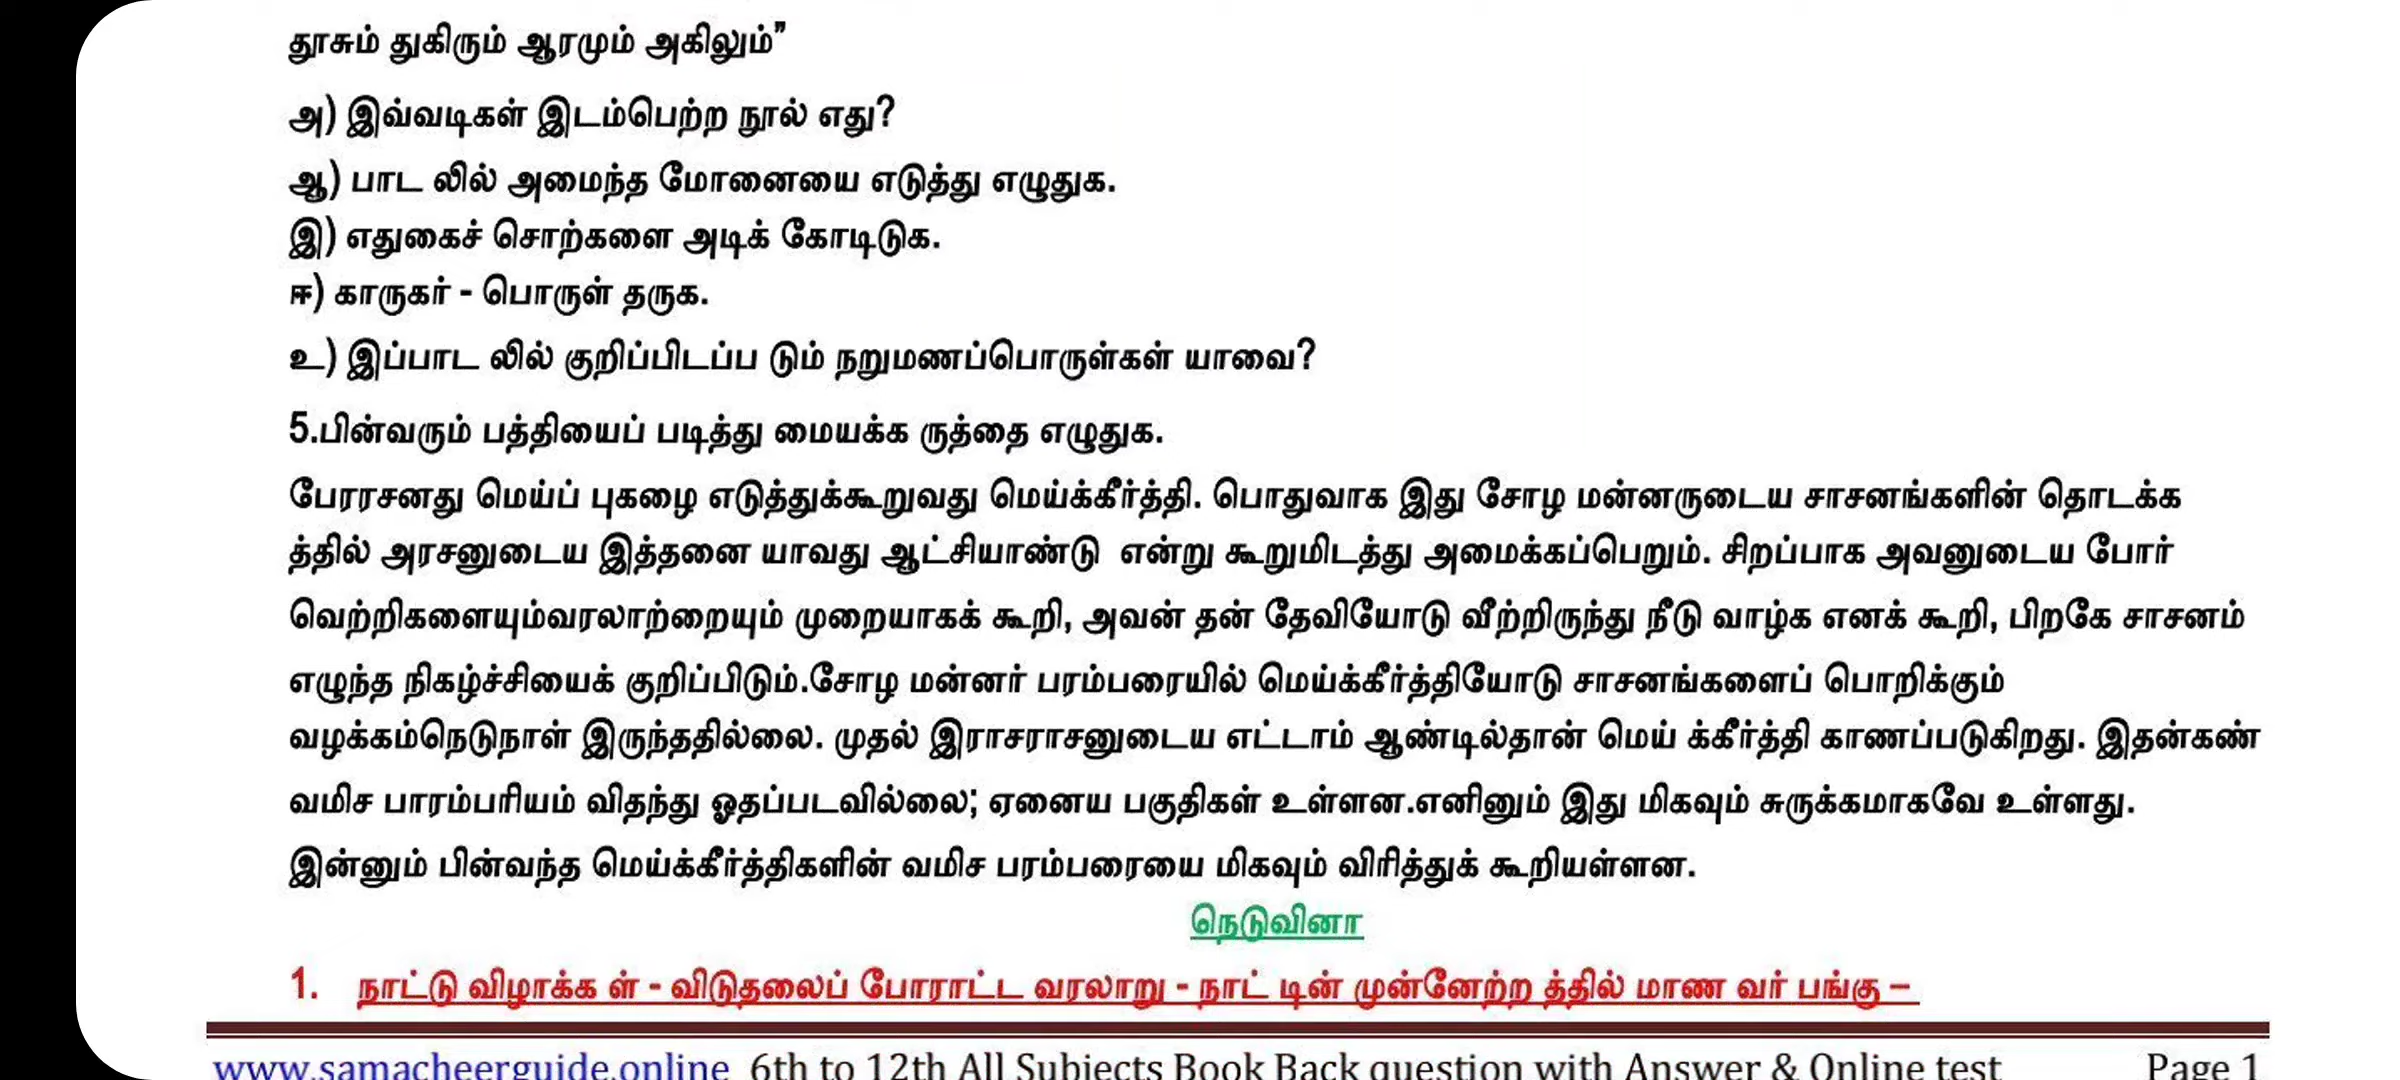 தூசும் துகிரும் ஆரமும் அகிலும்”
அ) இவ்வடிகள் இடம்பெற்ற நூல் எது?
ஆ) பாட லில் அமைந்த மோனையை எடுத்து எழுதுக.
இ) எதுகைச் சொற்களை அடிக் கோடிடுக.
ஈ) காருகர் - பொருள் தருக.
உ) இப்பாட லில் குறிப்பிடப்ப டும் நறுமணப்பொருள்கள் யாவை?
5.பின்வரும் பத்தியைப் படித்து மையக்க ருத்தை எழுதுக.
பேரரசனது மெய்ப் புகழை எடுத்துக்கூறுவது மெய்க்கீர்த்தி. பொதுவாக இது சோழ மன்னருடைய சாசனங்களின் தொடக்க
த்தில் அரசனுடைய இத்தனை யாவது ஆட்சியாண்டு என்று கூறுமிடத்து அமைக்கப்பெறும். சிறப்பாக அவனுடைய போர்
வெற்றிகளையும்வரலாற்றையும் முறையாகக் கூறி, அவன் தன் தேவியோடு வீற்றிருந்து நீடு வாழ்க எனக் கூறி, பிறகே சாசனம்
எழுந்த நிகழ்ச்சியைக் குறிப்பிடும்.சோழ மன்னர் பரம்பரையில் மெய்க்கீர்த்தியோடு சாசனங்களைப் பொறிக்கும்
வழக்கம்நெடுநாள் இருந்ததில்லை. முதல் இராசராசனுடைய எட்டாம் ஆண்டில்தான் மெய் க்கீர்த்தி காணப்படுகிறது. இதன்கண்
வமிச பாரம்பரியம் விதந்து ஓதப்படவில்லை; ஏனைய பகுதிகள் உள்ளன.எனினும் இது மிகவும் சுருக்கமாகவே உள்ளது.
இன்னும் பின்வந்த மெய்க்கீர்த்திகளின் வமிச பரம்பரையை மிகவும் விரித்துக் கூறியள்ளன.
நெடுவினா
1. நாட்டு விழாக்க ள் - விடுதலைப் போராட்ட வரலாறு - நாட் டின் முன்னேற்ற த்தில் மாண வர் பங்கு –
www.samacheerguide.online 6th to 12th All Subjects Book Back question with Answer & Online test Page 1